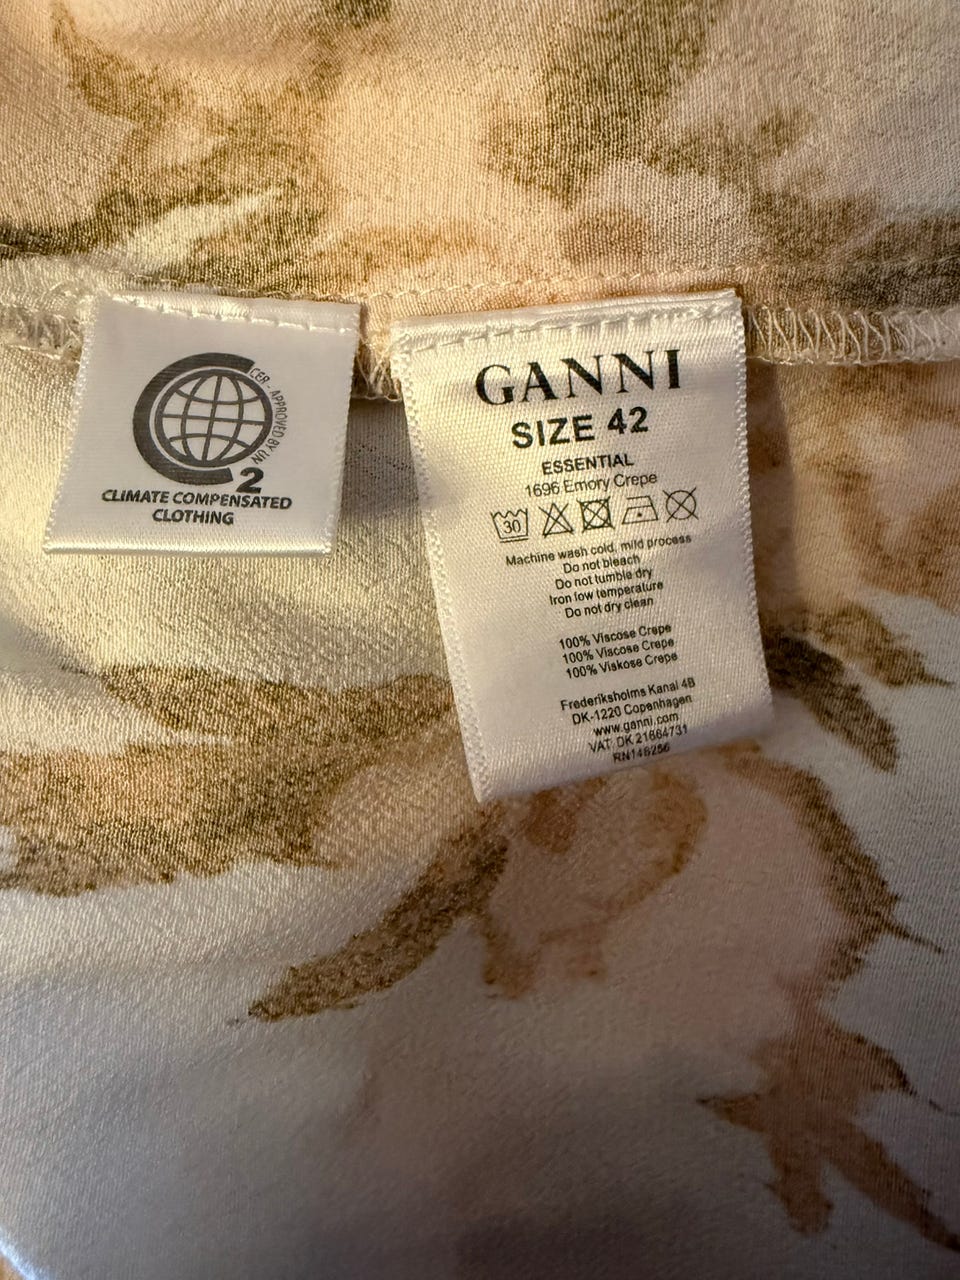 CER - APPROVED BY UN
2
CLIMATE COMPENSATED
CLOTHING
GANNI
SIZE 42
ESSENTIAL
1696 Emory Crepe
30
Machine wash cold, mild process
Do not bleach
Do not tumble dry
Iron low temperature
Do not dry clean
100% Viscose Crepe
100% Viscose Crepe
100% Viskose Crepe
Frederiksholms Kanal 4B
DK-1220 Copenhagen
www.ganni.com
VAT: DK 21664731
RN146256